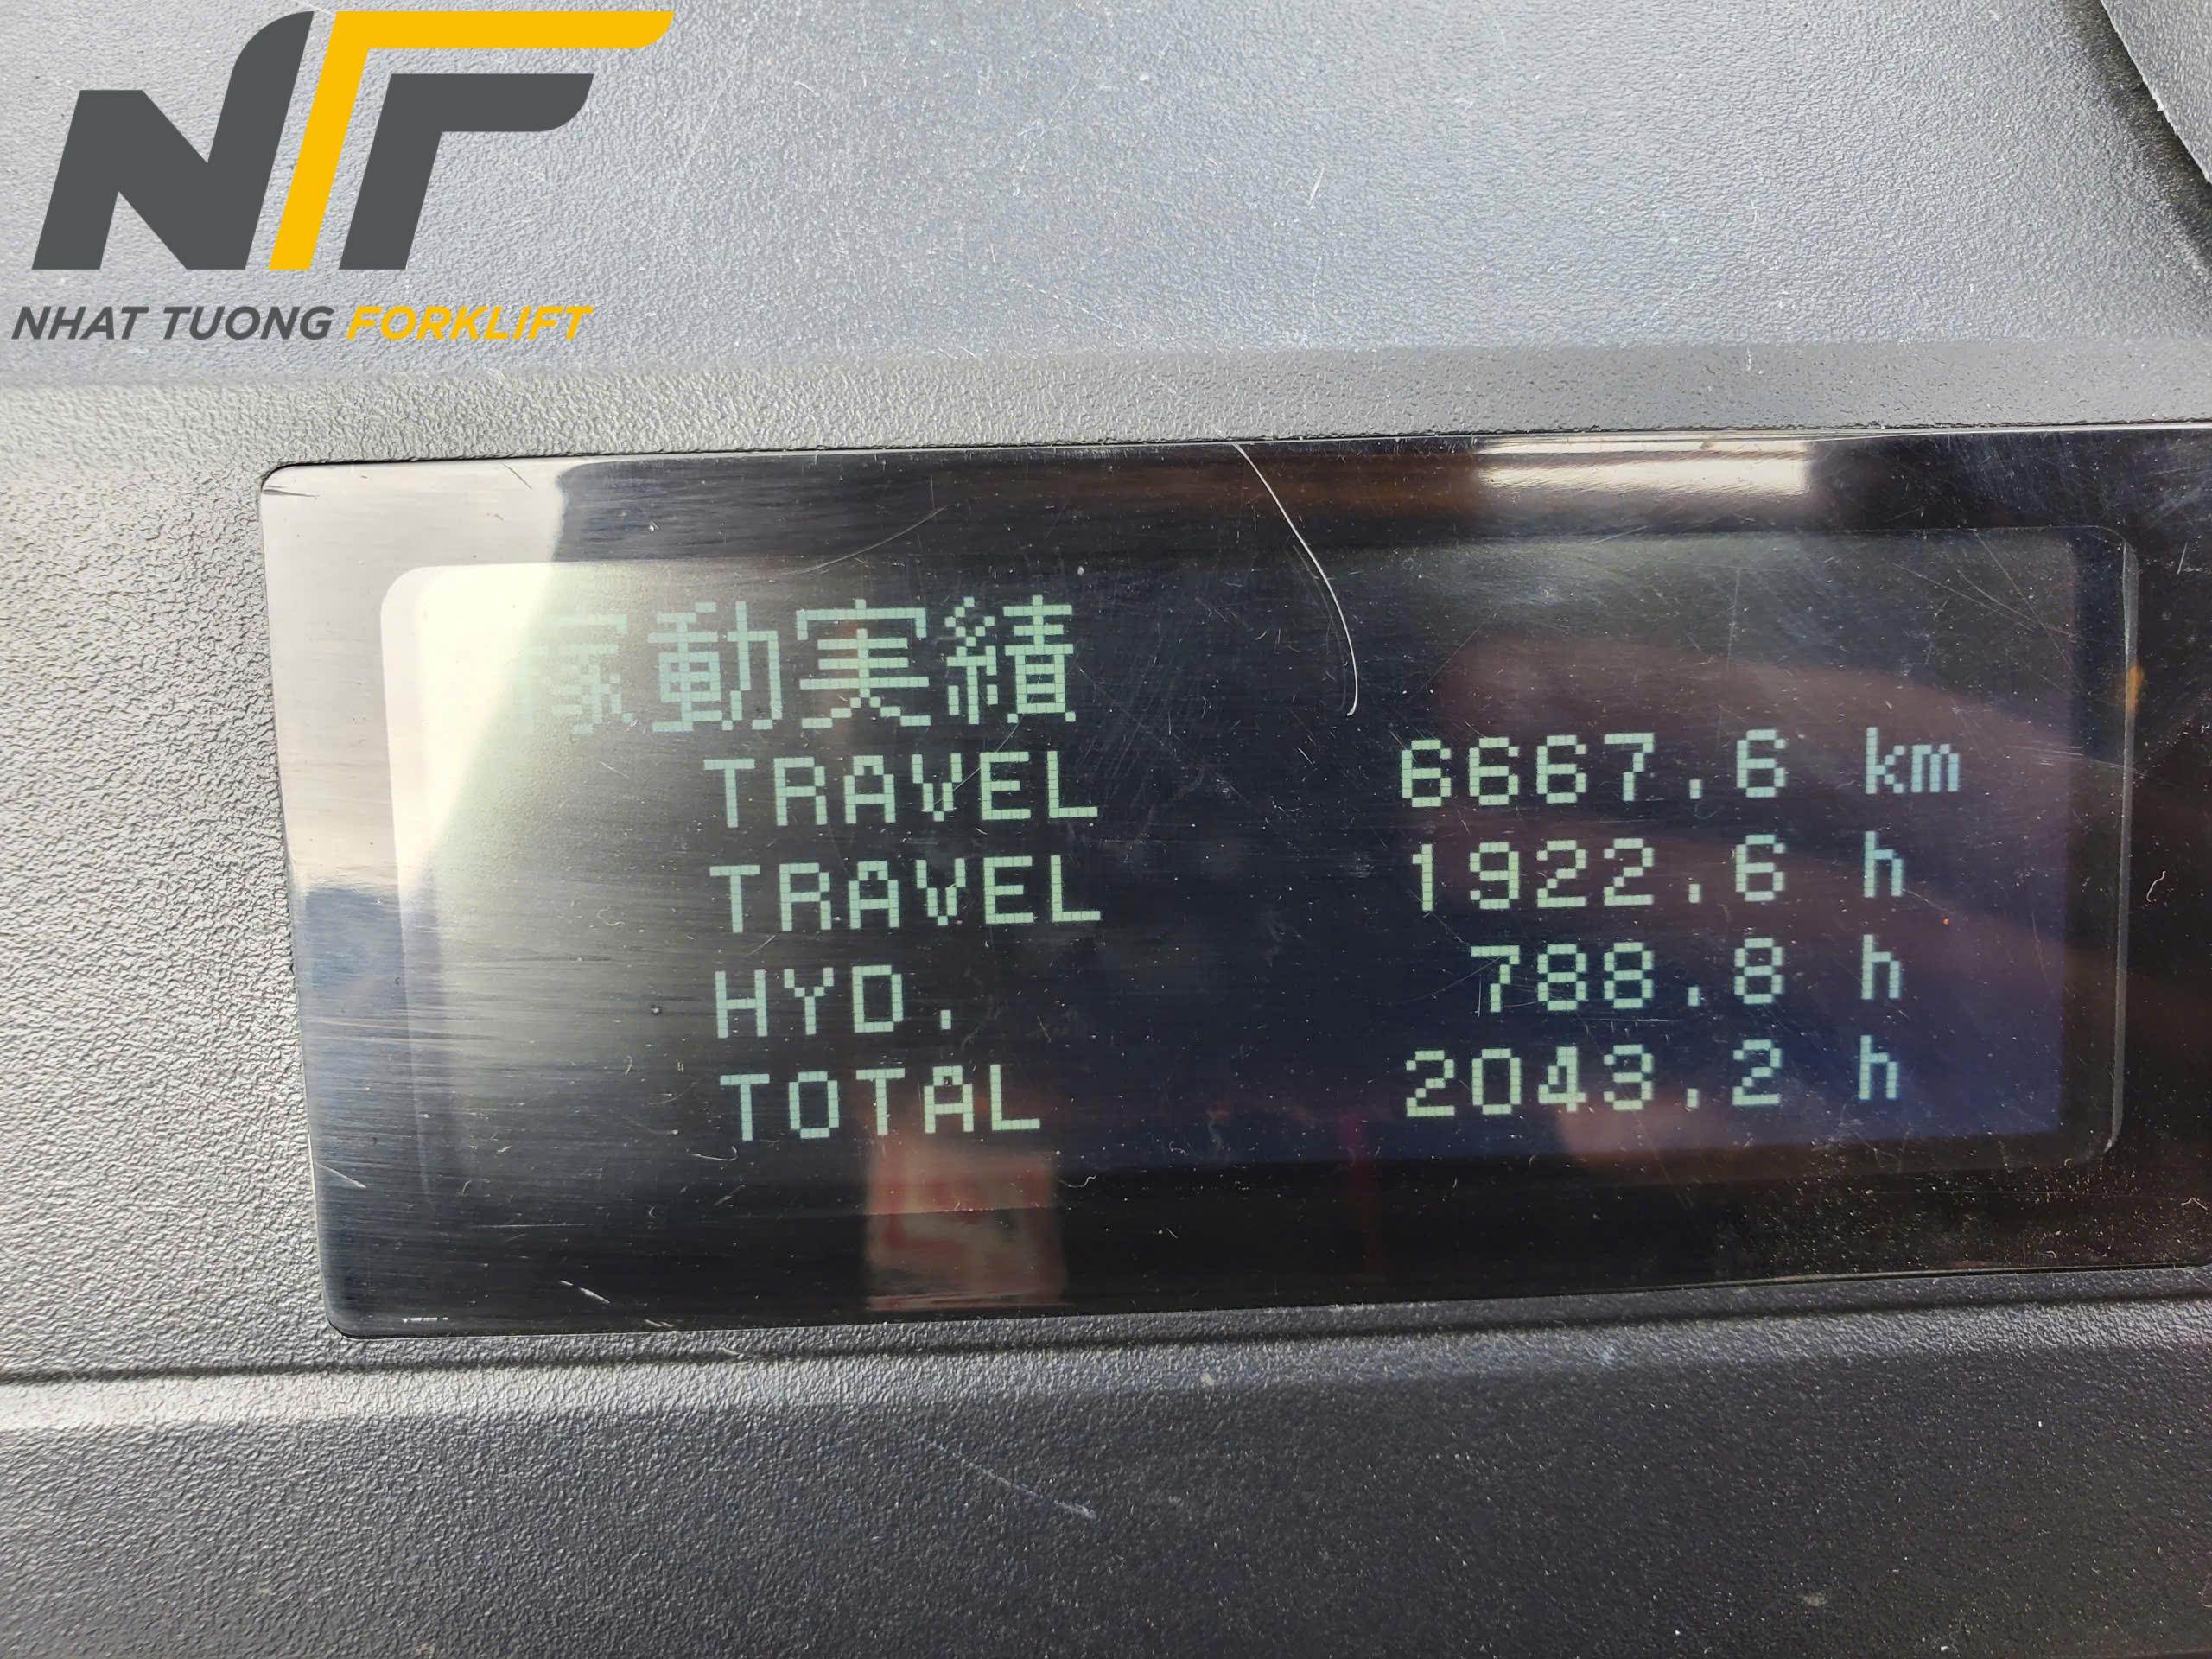 NHAT TUONG FORKLIFT
稼動実績
TRAVEL 6667.6 km
TRAVEL 1922.6 h
HYD. 788.8 h
TOTAL 2043.2 h